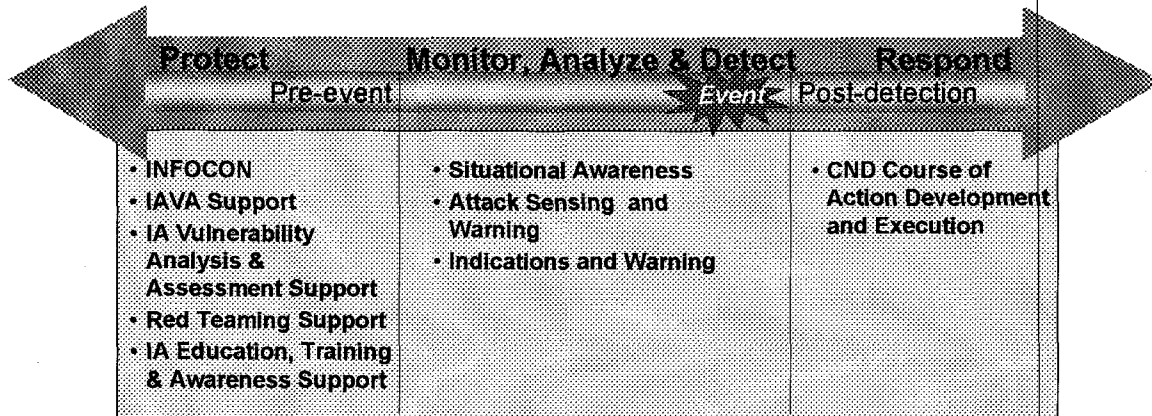 Protect Monitor, Analyze & Detect Respond
Pre-event Event Post-detection
• INFOCON
• IAVA Support
• IA Vulnerability
Analysis &
Assessment Support
• Red Teaming Support
• IA Education, Training
& Awareness Support
• Situational Awareness
• Attack Sensing and
Warning
• Indications and Warning
• CND Course of
Action Development
and Execution